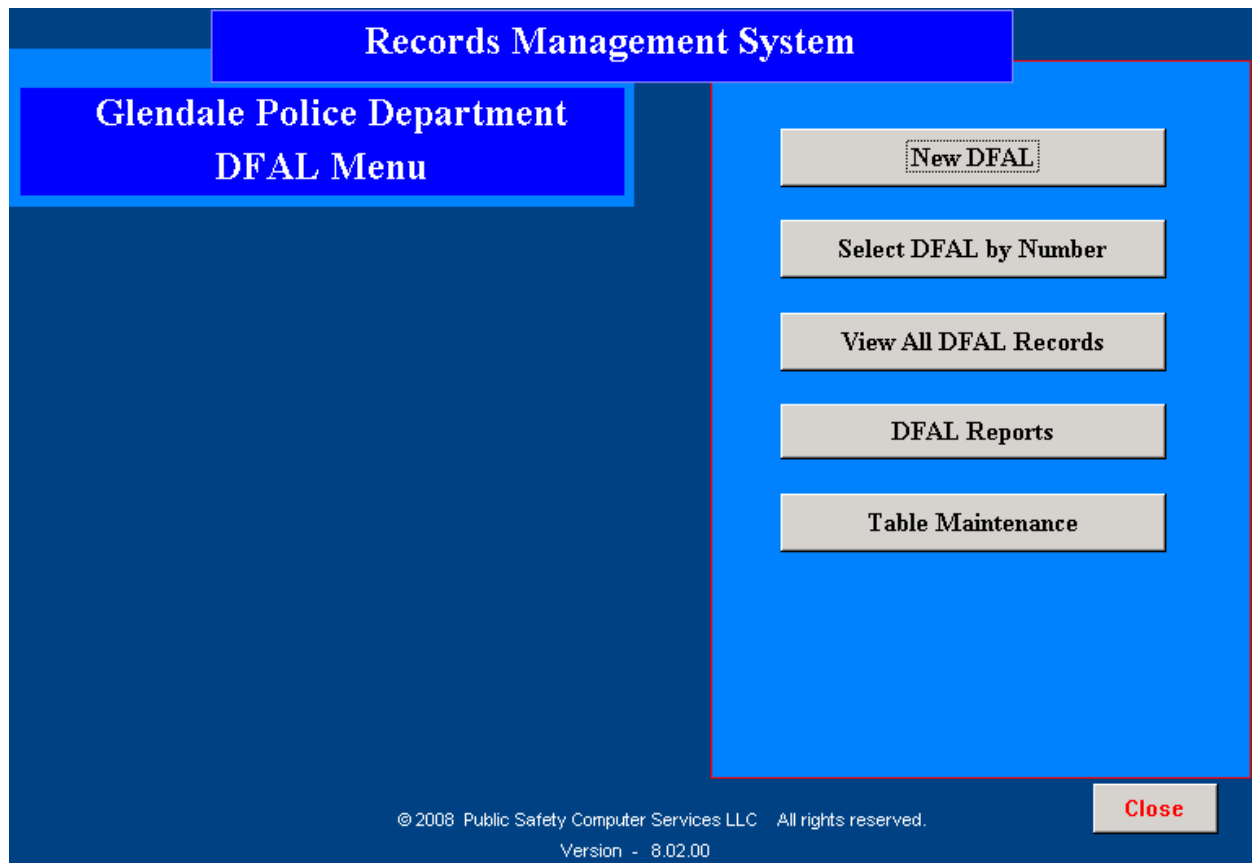 Records Management System
Glendale Police Department
DFAL Menu
New DFAL
Select DFAL by Number
View All DFAL Records
DFAL Reports
Table Maintenance
Close
© 2008 Public Safety Computer Services LLC All rights reserved.
Version - 8.02.00